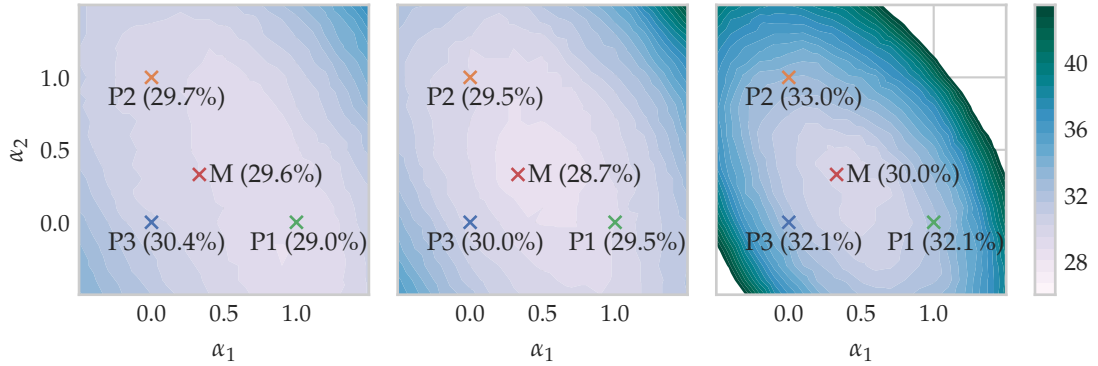 α₂
1.0
0.5
0.0
P2 (29.7%)
M (29.6%)
P3 (30.4%) P1 (29.0%)
0.0 0.5 1.0
α₁
P2 (29.5%)
M (28.7%)
P3 (30.0%) P1 (29.5%)
0.0 0.5 1.0
α₁
P2 (33.0%)
M (30.0%)
P3 (32.1%) P1 (32.1%)
0.0 0.5 1.0
α₁
40
36
32
28